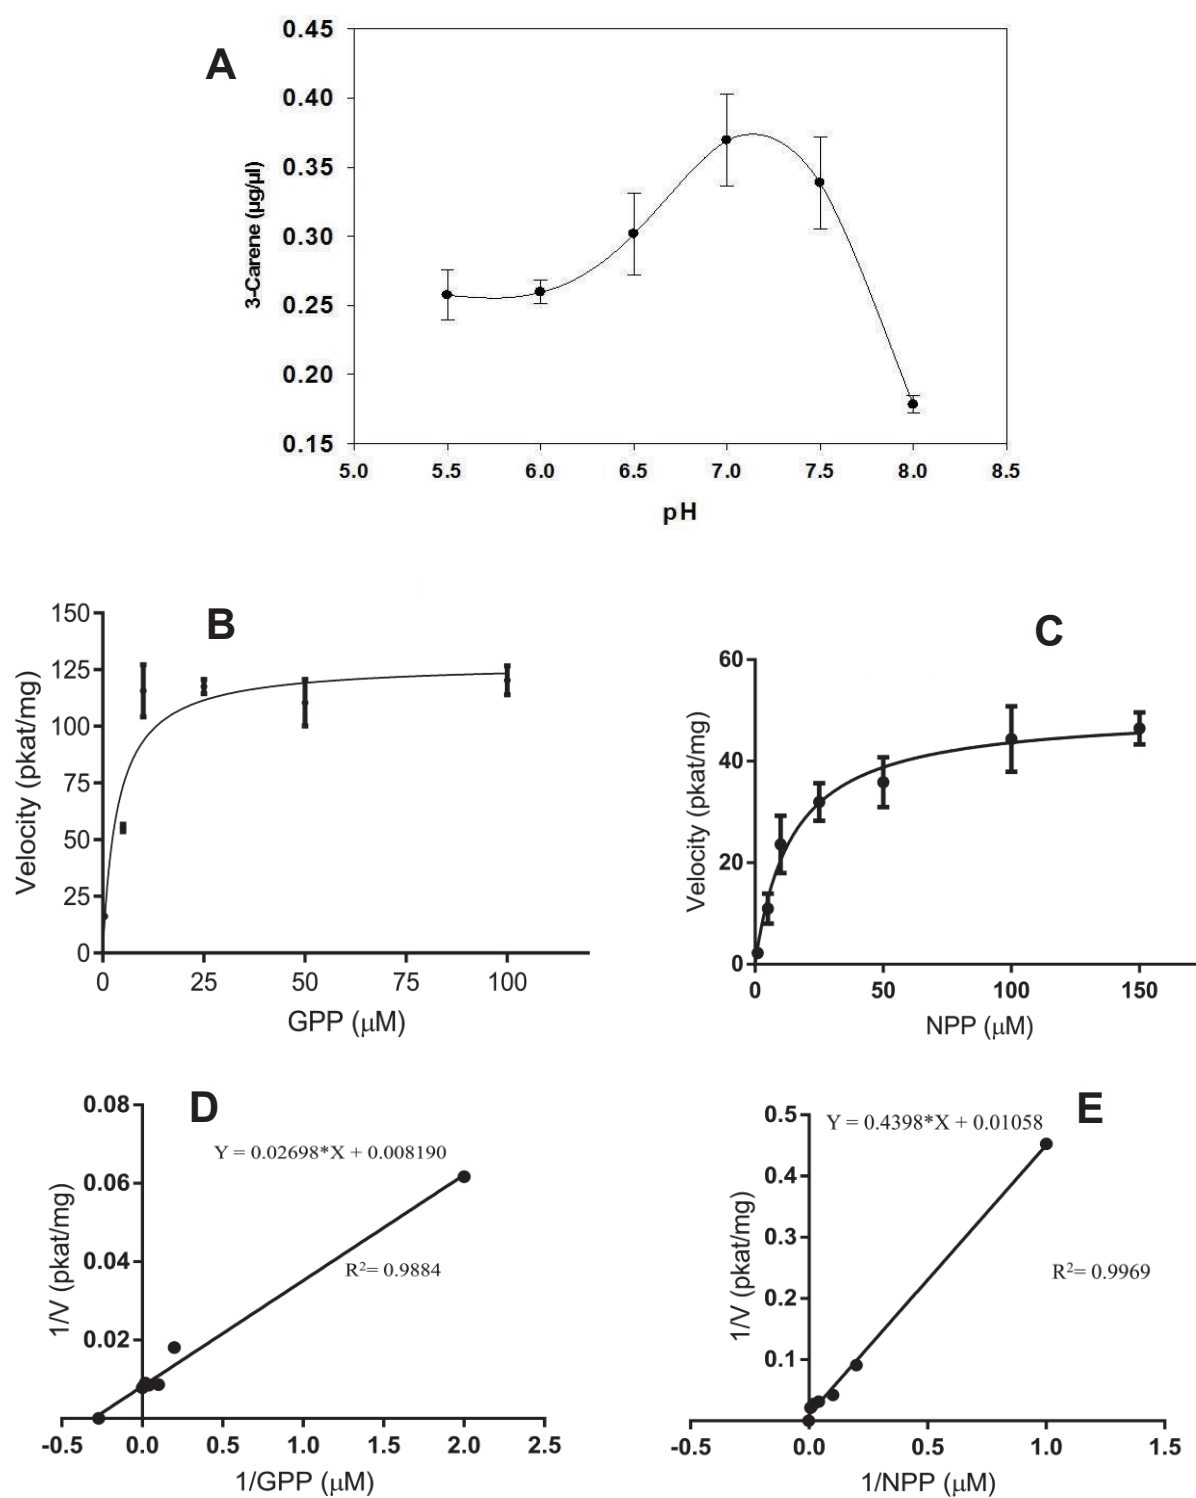 A
0.45
0.40
0.35
0.30
0.25
0.20
0.15
3-Carene (µg/µl)
5.0 5.5 6.0 6.5 7.0 7.5 8.0 8.5
pH
B
150
125
100
75
50
25
0
Velocity (pkat/mg)
0 25 50 75 100
GPP (µM)
C
60
40
20
0
Velocity (pkat/mg)
0 50 100 150
NPP (µM)
D
0.08
0.06
0.04
0.02
1/V (pkat/mg)
Y = 0.02698*X + 0.008190
R²= 0.9884
-0.5 0.0 0.5 1.0 1.5 2.0 2.5
1/GPP (µM)
E
0.5
0.4
0.3
0.2
0.1
1/V (pkat/mg)
Y = 0.4398*X + 0.01058
R²= 0.9969
-0.5 0.0 0.5 1.0 1.5
1/NPP (µM)